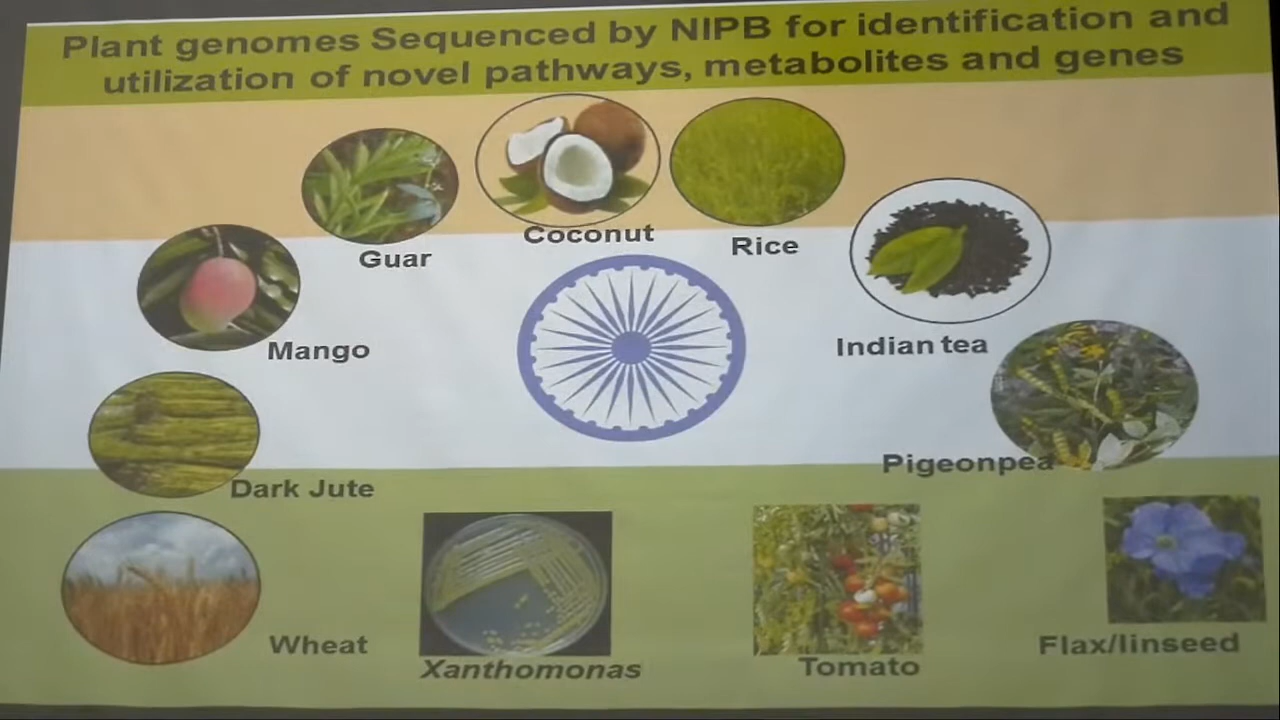 Plant genomes Sequenced by NIPB for identification and
utilization of novel pathways, metabolites and genes
Coconut
Rice
Guar
Indian tea
Mango
Pigeonpea
Dark Jute
Wheat
Xanthomonas
Tomato
Flax/linseed